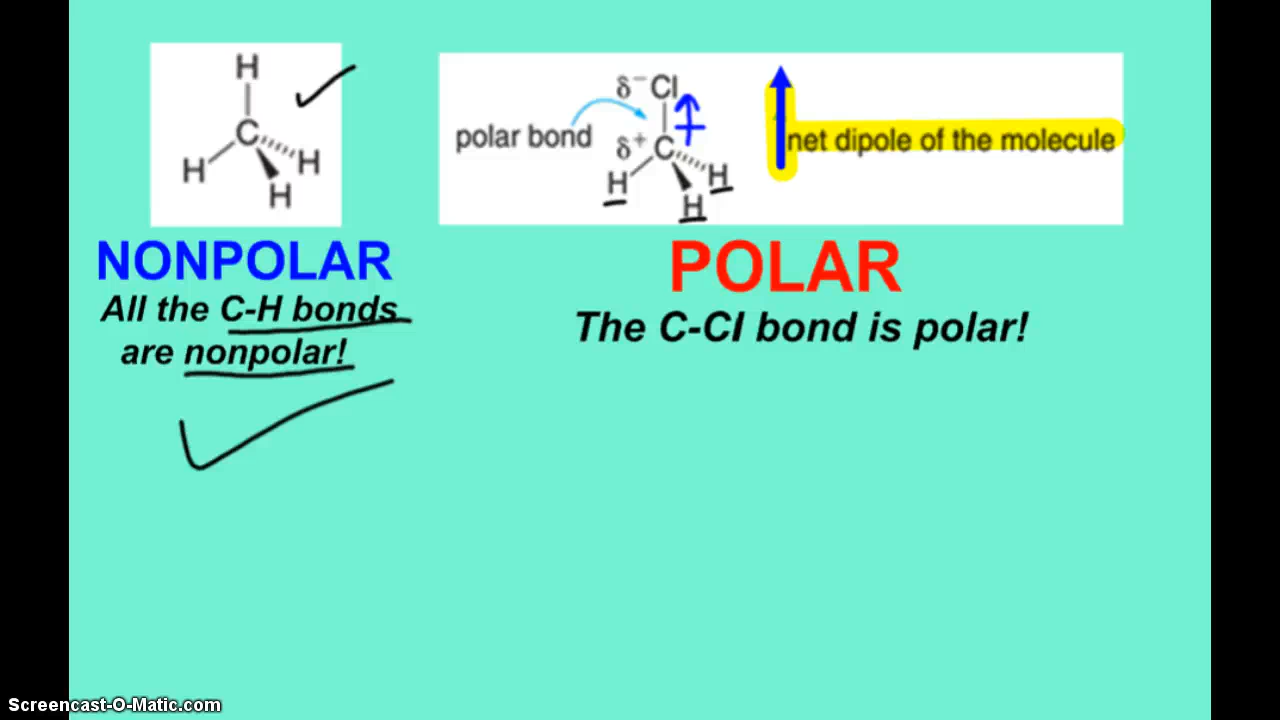 H
C
H
H
H
NONPOLAR
All the C-H bonds
are nonpolar!
δ⁻ Cl
polar bond
δ⁺ C
H
H
H
net dipole of the molecule
POLAR
The C-Cl bond is polar!
Screencast-O-Matic.com